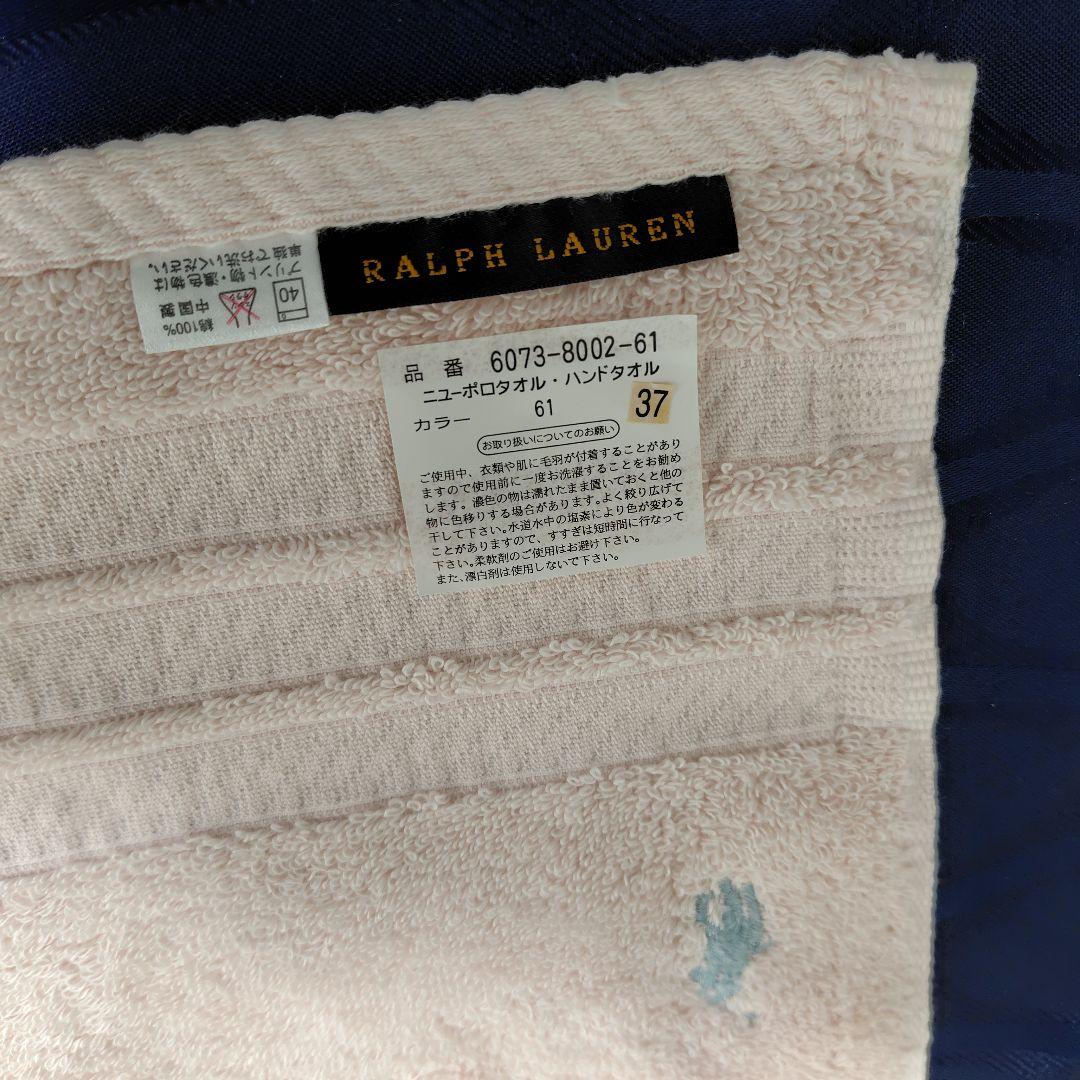 RALPH LAUREN
綿100%
中国製
40
プリント物・濃色物は
単独でお洗いください。
品 番 6073-8002-61
ニューポロタオル・ハンドタオル
カラー 61 37
お取り扱いについてのお願い
ご使用中、衣類や肌に毛羽が付着することがあり
ますので使用前に一度お洗濯することをお勧め
します。濃色の物は濡れたまま置いておくと他の
物に色移りする場合があります。よく絞り広げて
干して下さい。水道水中の塩素により色が変わる
ことがありますので、すすぎは短時間に行なって
下さい。柔軟剤のご使用はお避け下さい。
また、漂白剤は使用しないで下さい。